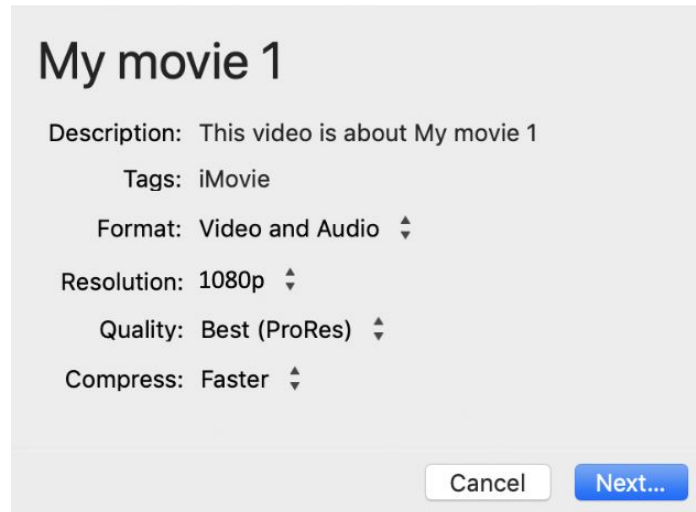 My movie 1
Description: This video is about My movie 1
Tags: iMovie
Format: Video and Audio
Resolution: 1080p
Quality: Best (ProRes)
Compress: Faster
Cancel Next...